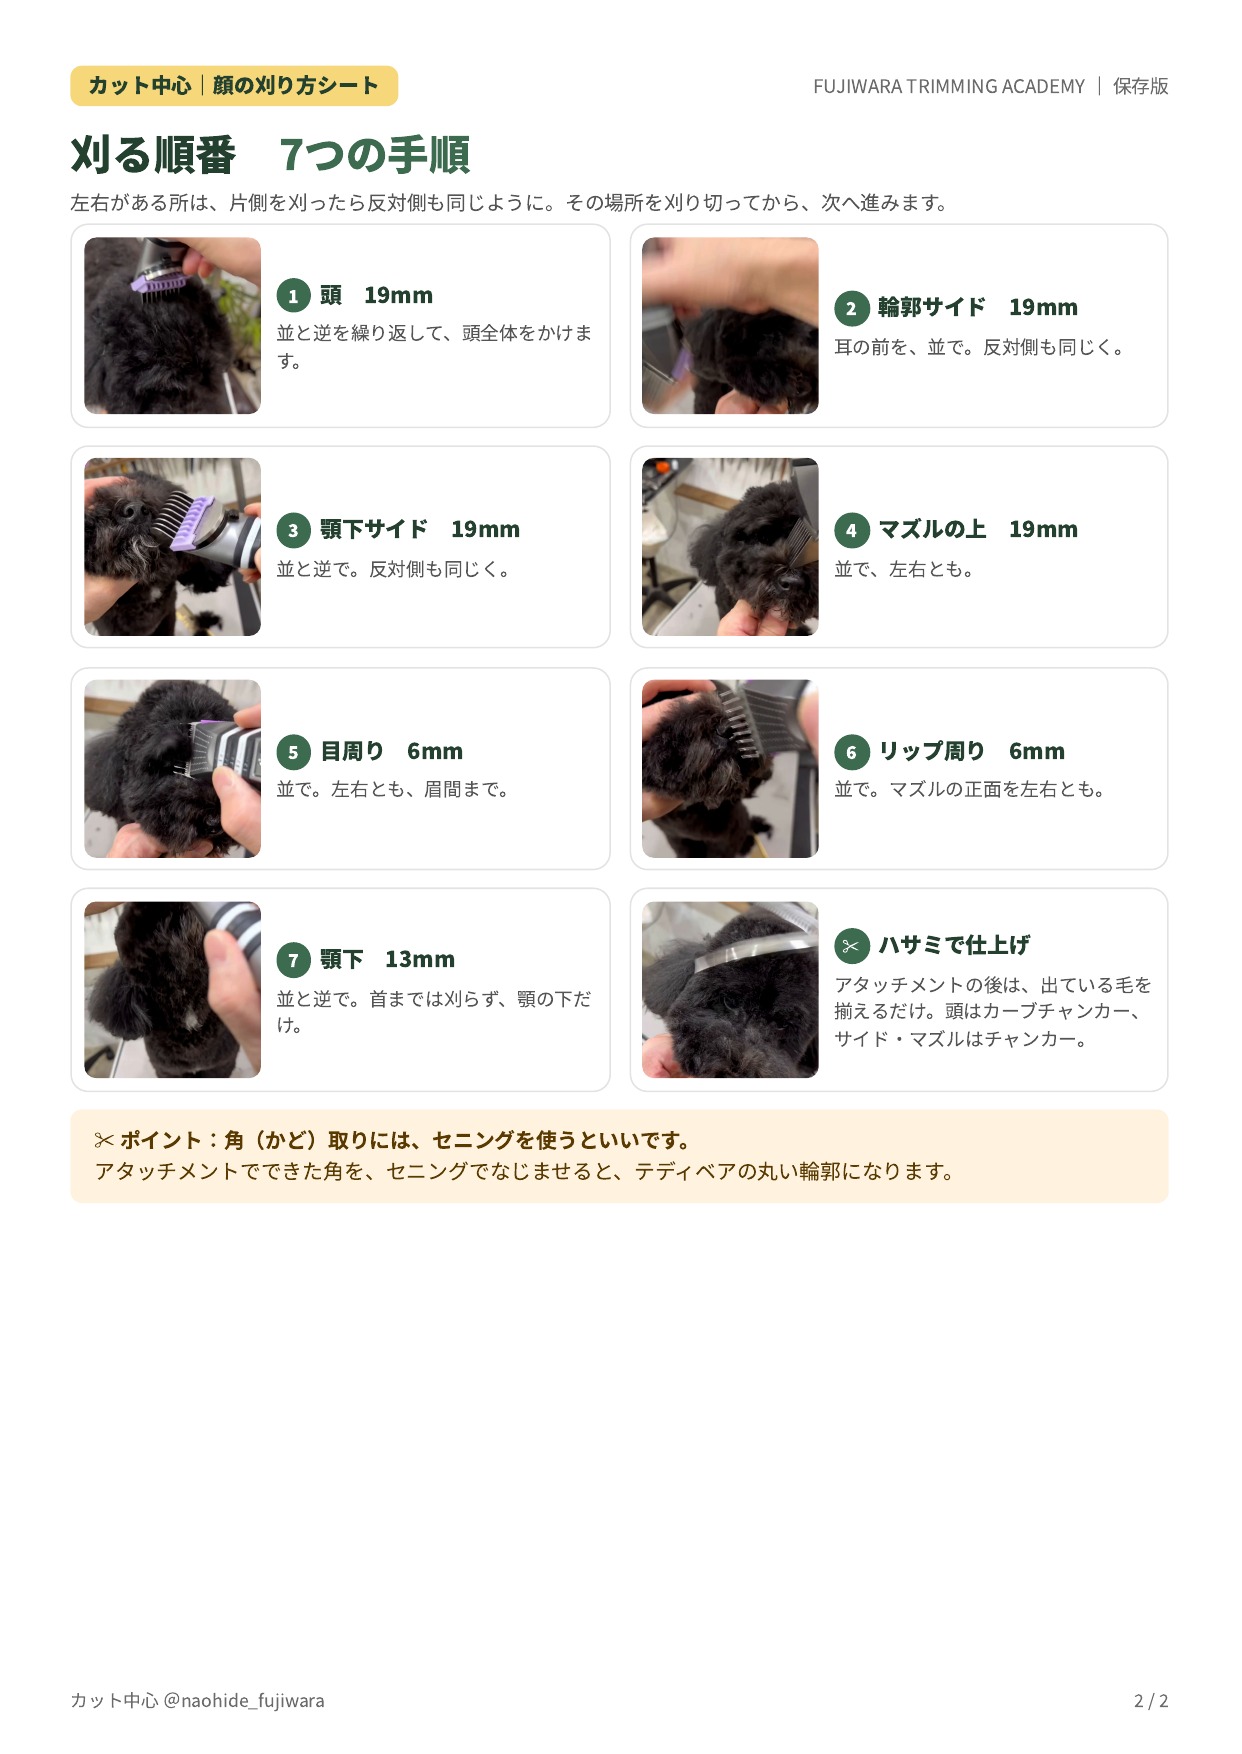 カット中心｜顔の刈り方シート
FUJIWARA TRIMMING ACADEMY ｜ 保存版
刈る順番　7つの手順
左右がある所は、片側を刈ったら反対側も同じように。その場所を刈り切ってから、次へ進みます。
1 頭　19mm
並と逆を繰り返して、頭全体をかけま
す。
2 輪郭サイド　19mm
耳の前を、並で。反対側も同じく。
3 顎下サイド　19mm
並と逆で。反対側も同じく。
4 マズルの上　19mm
並で、左右とも。
5 目周り　6mm
並で。左右とも、眉間まで。
6 リップ周り　6mm
並で。マズルの正面を左右とも。
7 顎下　13mm
並と逆で。首までは刈らず、顎の下だ
け。
✂ ハサミで仕上げ
アタッチメントの後は、出ている毛を
揃えるだけ。頭はカーブチャンカー、
サイド・マズルはチャンカー。
✂ ポイント：角（かど）取りには、セニングを使うといいです。
アタッチメントでできた角を、セニングでなじませると、テディベアの丸い輪郭になります。
カット中心 @naohide_fujiwara
2 / 2